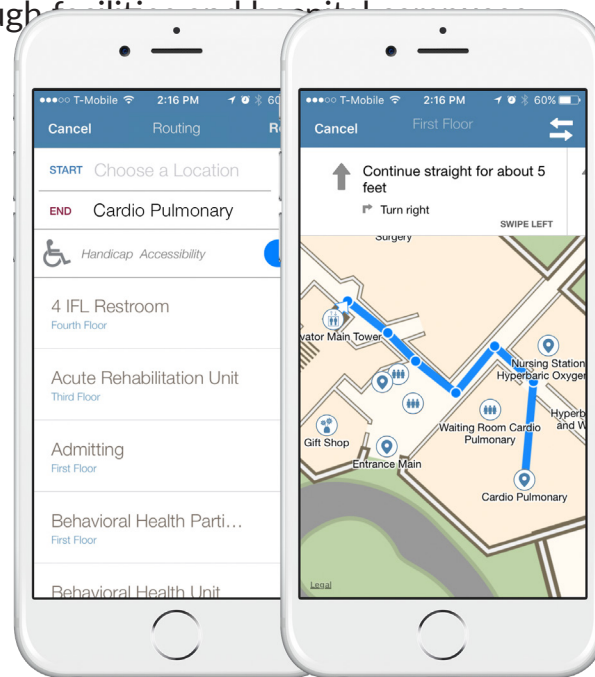 T-Mobile 2:16 PM
Cancel Routing
START Choose a Location
END Cardio Pulmonary
Handicap Accessibility
4 IFL Restroom
Fourth Floor
Acute Rehabilitation Unit
Third Floor
Admitting
First Floor
Behavioral Health Parti...
First Floor
Behavioral Health Unit
T-Mobile 2:16 PM 60%
Cancel First Floor
Continue straight for about 5
feet
Turn right
SWIPE LEFT
Surgery
Main Tower
Nursing Station
Hyperbaric
Gift Shop
Waiting Room Cardio
Pulmonary
and
Entrance Main
Cardio Pulmonary
Legal